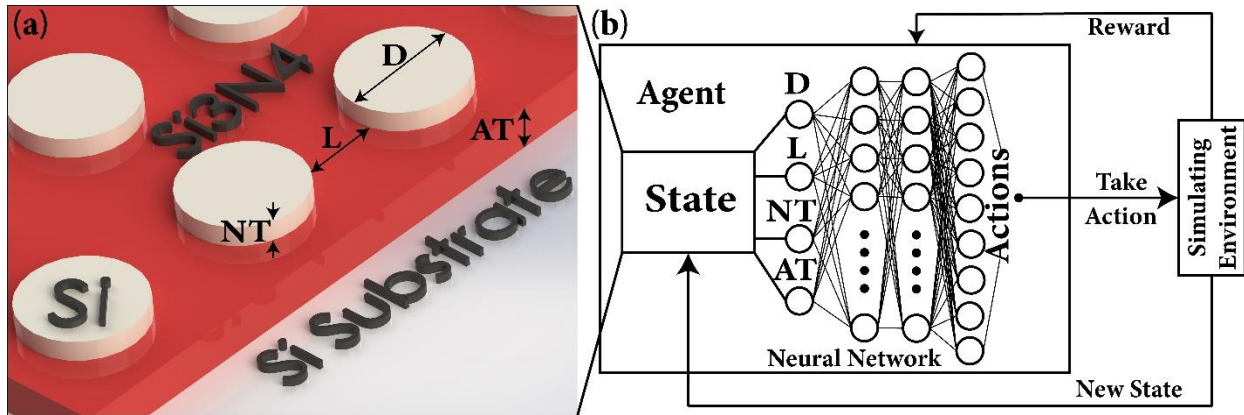 (a)
Si3N4
D
L
AT
NT
Si
Si Substrate
(b)
Reward
Agent
D
L
NT
AT
State
Actions
Take
Action
Simulating
Environment
Neural Network
New State